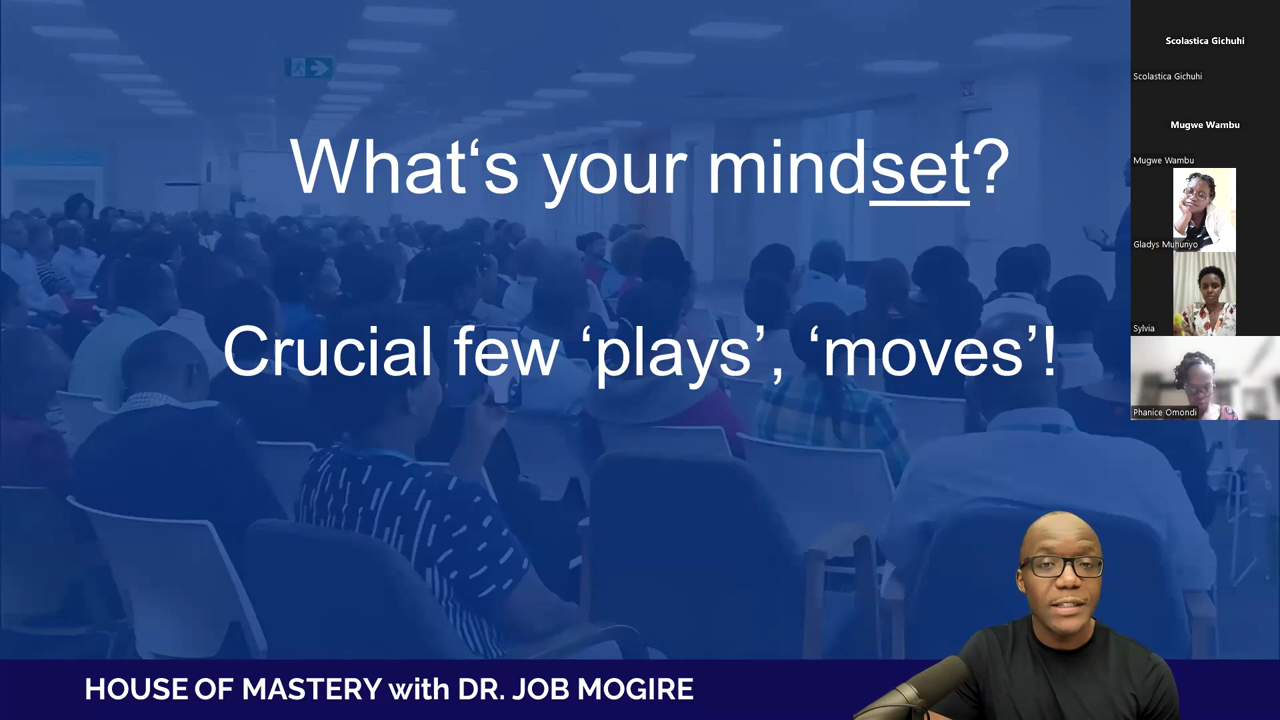 What‘s your mindset?
Crucial few ‘plays’, ‘moves’!
HOUSE OF MASTERY with DR. JOB MOGIRE
Scolastica Gichuhi
Scolastica Gichuhi
Mugwe Wambu
Mugwe Wambu
Gladys Muhunyo
Sylvia
Phanice Omondi